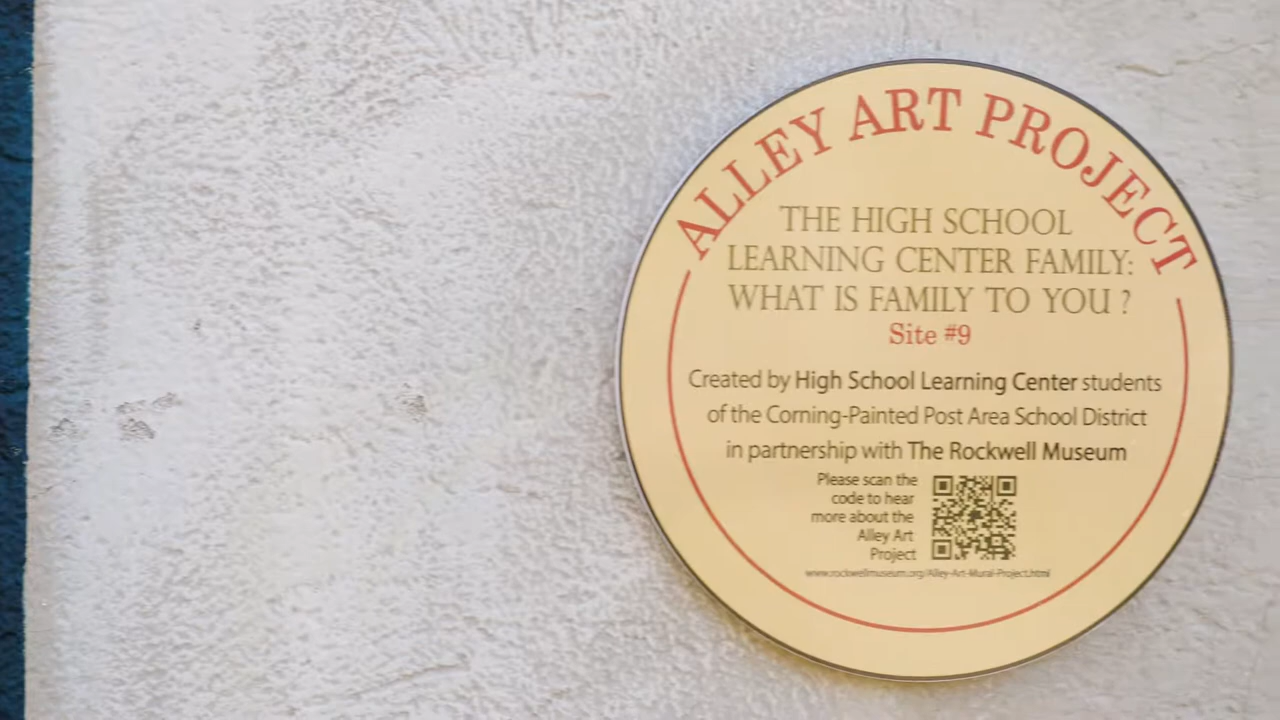 ALLEY ART PROJECT
THE HIGH SCHOOL
LEARNING CENTER FAMILY:
WHAT IS FAMILY TO YOU ?
Site #9
Created by High School Learning Center students
of the Corning-Painted Post Area School District
in partnership with The Rockwell Museum
Please scan the
code to hear
more about the
Alley Art
Project
www.rockwellmuseum.org/Alley-Art-Mural-Project.html